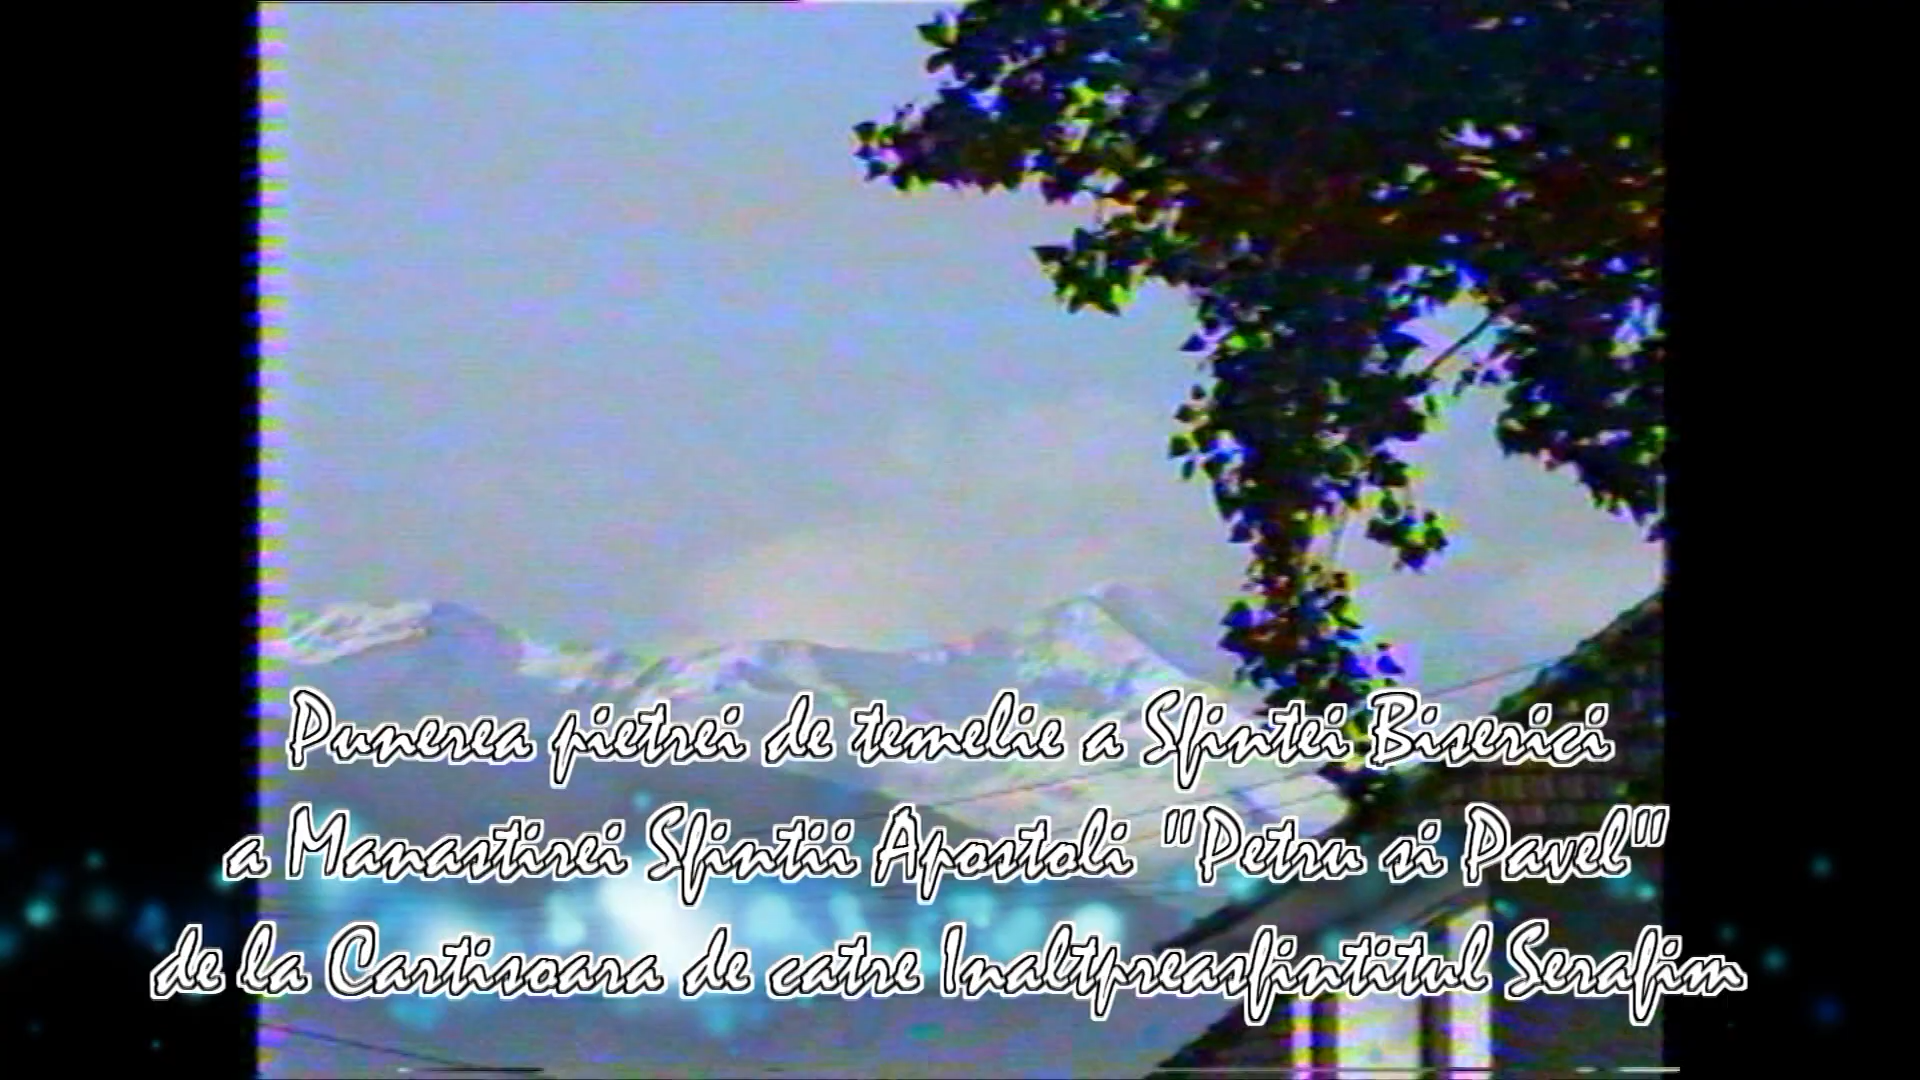 Punerea pietrei de temelie a Sfintei Biserici
a Manastirei Sfintii Apostoli "Petru si Pavel"
de la Cartisoara de catre Inaltpreasfintitul Serafim